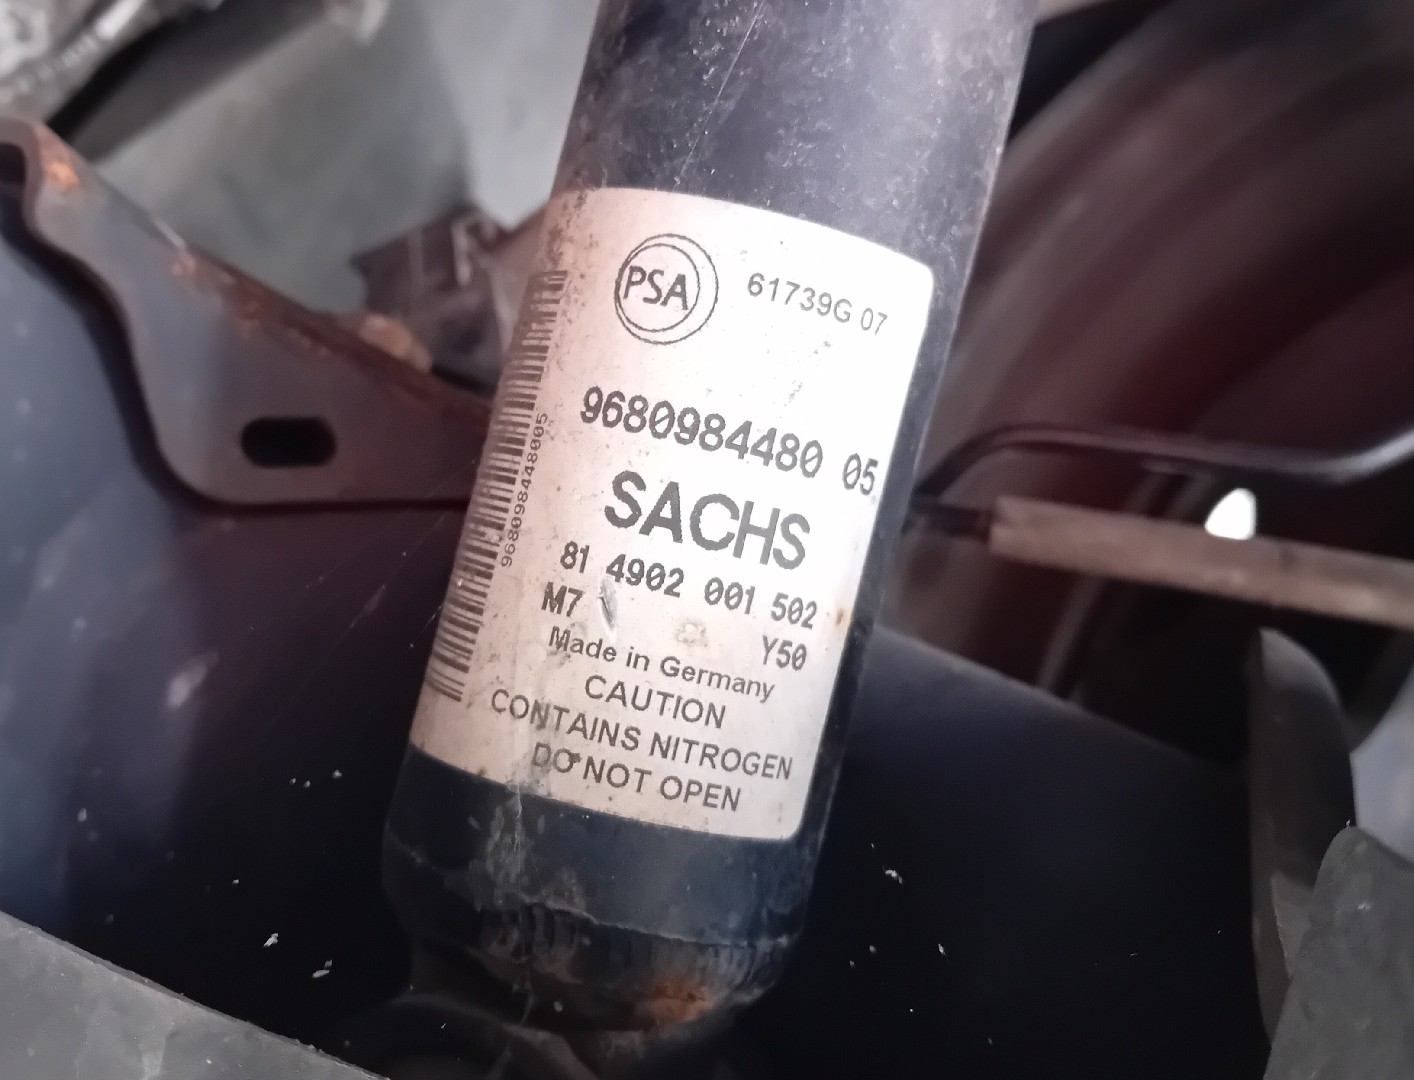 PSA
61739G 07
9680984480 05
968098448005
SACHS
81 4902 001 502
M7
Y50
Made in Germany
CAUTION
CONTAINS NITROGEN
DO NOT OPEN